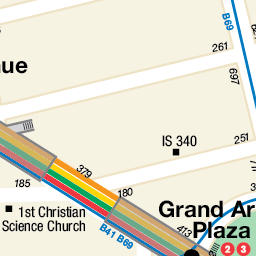 B69
261
nue
697
IS 340
251
379
185
180
1st Christian
Science Church
Grand Ar
B41 B69
413
Plaza
2 3